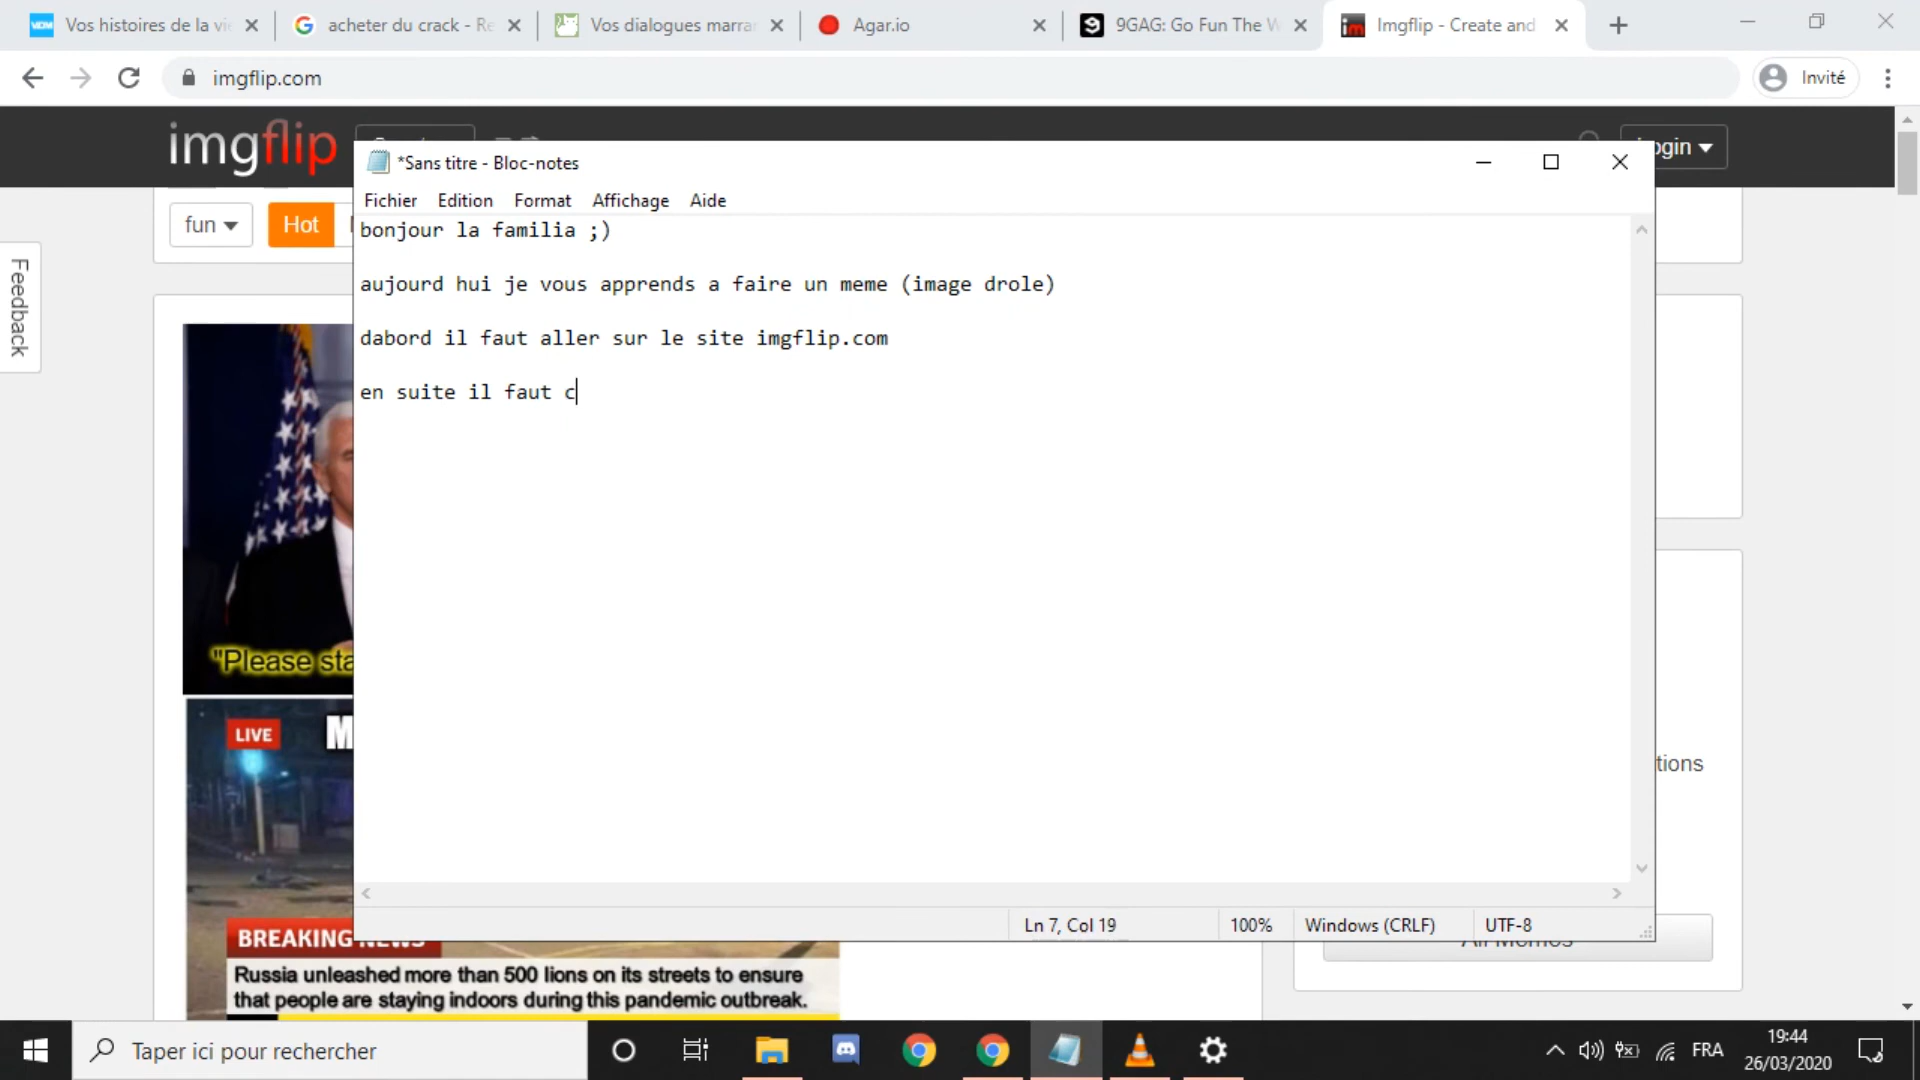 Vos histoires de la vi
acheter du crack - Re
Vos dialogues marra
Agar.io
9GAG: Go Fun The W
Imgflip - Create and
imgflip.com
Invité
imgflip
ogin
fun
Hot
Feedback
*Sans titre - Bloc-notes
Fichier Edition Format Affichage Aide
bonjour la familia ;)
aujourd hui je vous apprends a faire un meme (image drole)
dabord il faut aller sur le site imgflip.com
en suite il faut c
"Please sta
LIVE
M
tions
Ln 7, Col 19
100%
Windows (CRLF)
UTF-8
BREAKING NEWS
All Memes
Russia unleashed more than 500 lions on its streets to ensure
that people are staying indoors during this pandemic outbreak.
Taper ici pour rechercher
FRA
19:44
26/03/2020